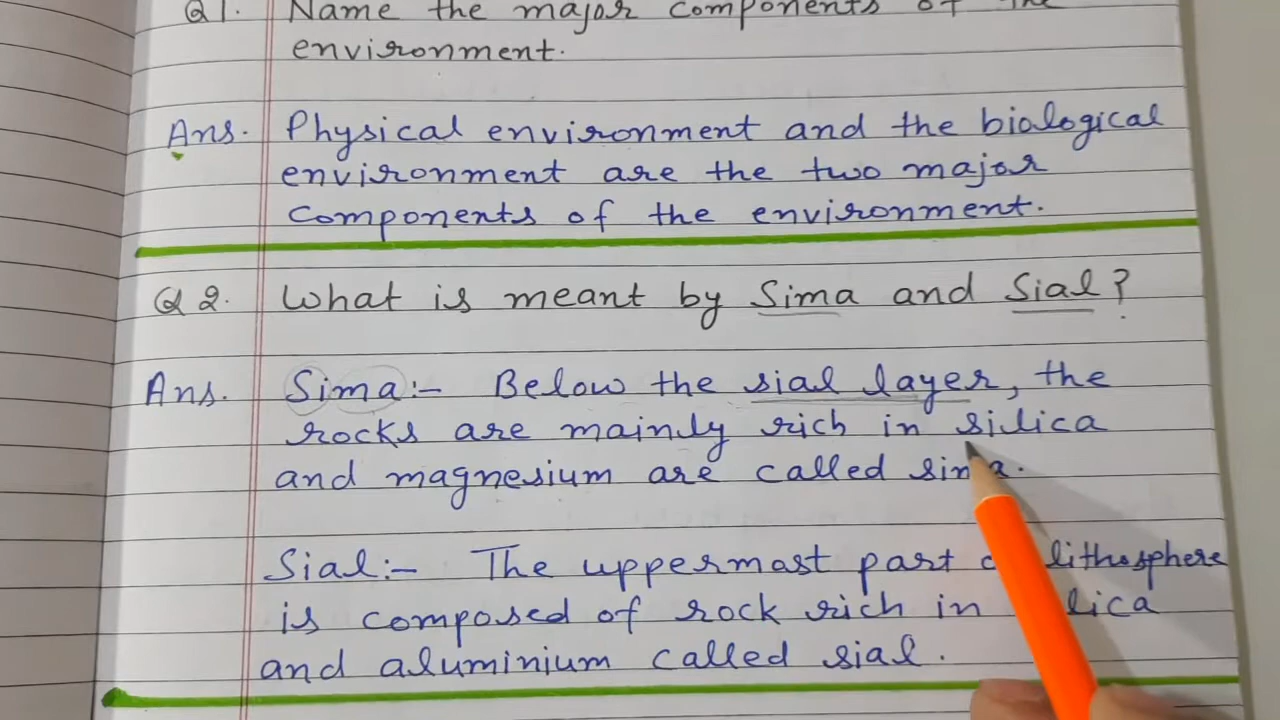 Q1. Name the major components of the
environment.
Ans. Physical environment and the biological
environment are the two major
components of the environment.
Q2. What is meant by Sima and Sial?
Ans. Sima:- Below the sial layer, the
rocks are mainly rich in silica
and magnesium are called sima.
Sial:- The uppermost part lithosphere
is composed of rock rich in
and aluminium called sial.